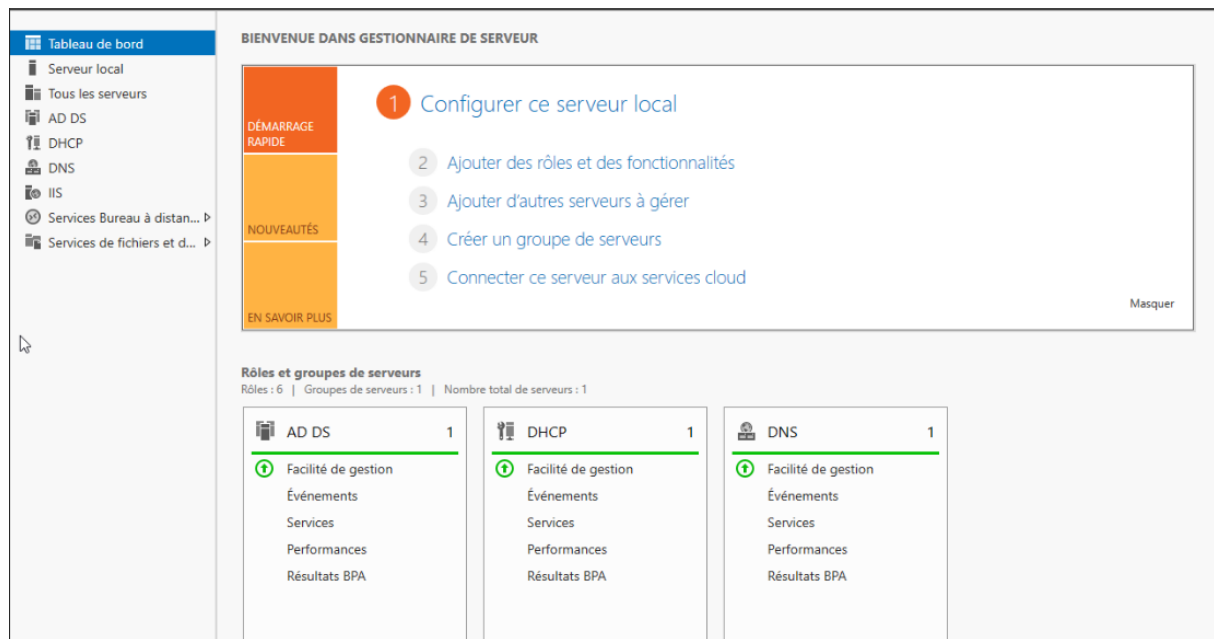 Tableau de bord
Serveur local
Tous les serveurs
AD DS
DHCP
DNS
IIS
Services Bureau à distan...
Services de fichiers et d...
BIENVENUE DANS GESTIONNAIRE DE SERVEUR
DÉMARRAGE
RAPIDE
NOUVEAUTÉS
EN SAVOIR PLUS
1 Configurer ce serveur local
2 Ajouter des rôles et des fonctionnalités
3 Ajouter d'autres serveurs à gérer
4 Créer un groupe de serveurs
5 Connecter ce serveur aux services cloud
Masquer
Rôles et groupes de serveurs
Rôles : 6 | Groupes de serveurs : 1 | Nombre total de serveurs : 1
AD DS 1
Facilité de gestion
Événements
Services
Performances
Résultats BPA
DHCP 1
Facilité de gestion
Événements
Services
Performances
Résultats BPA
DNS 1
Facilité de gestion
Événements
Services
Performances
Résultats BPA